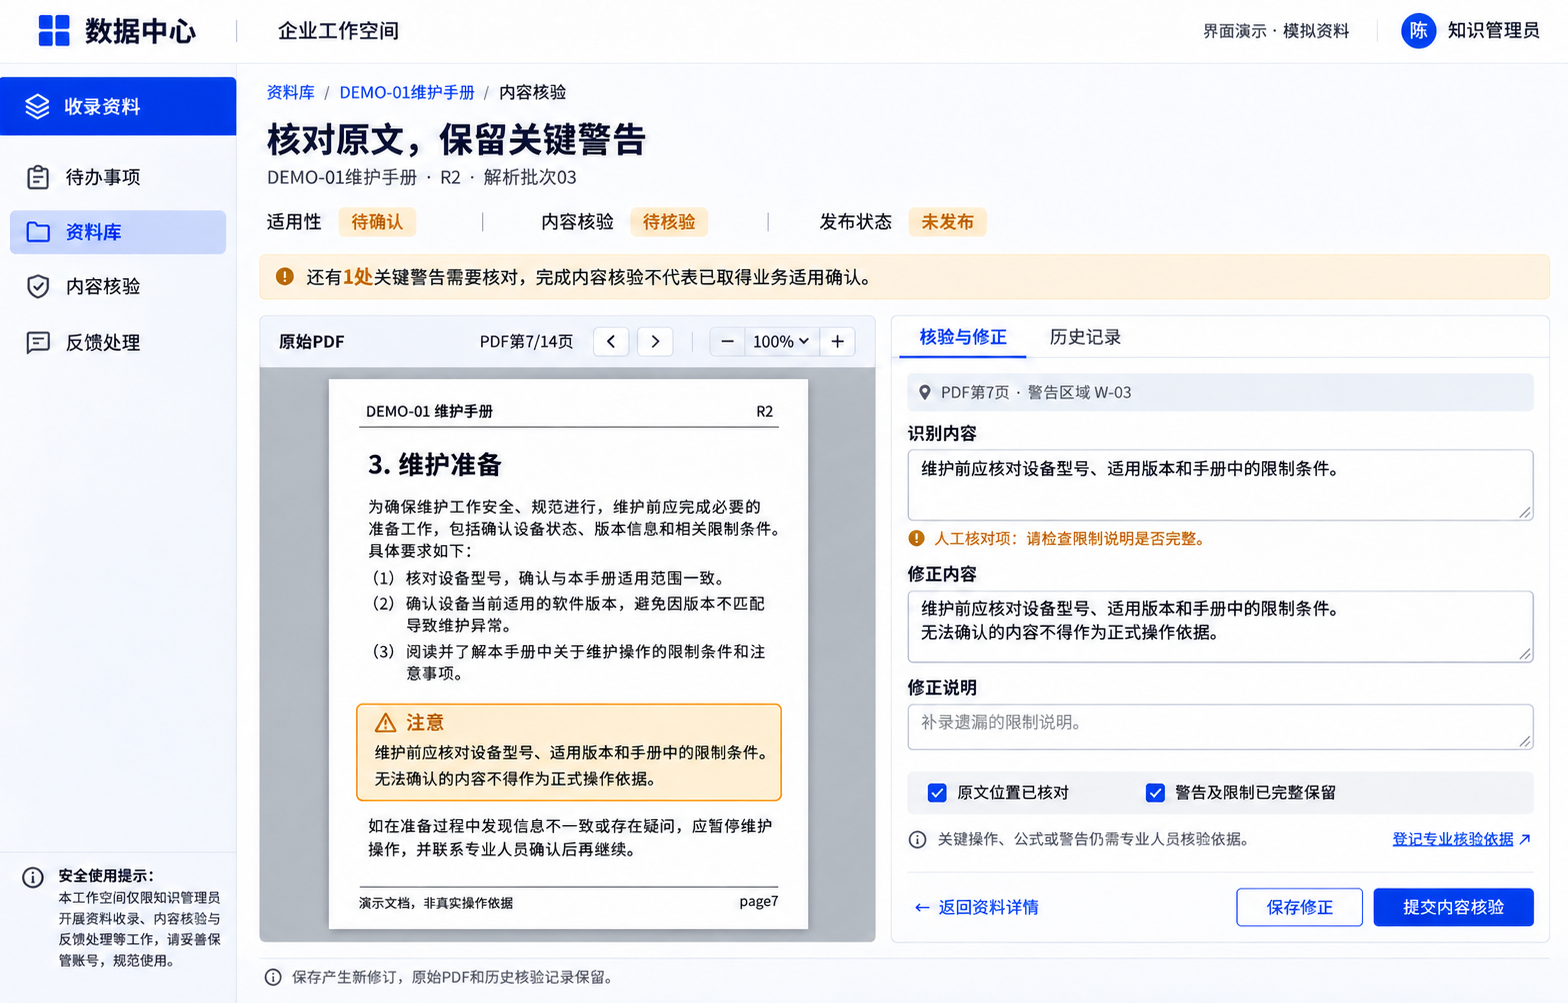 数据中心
企业工作空间
界面演示 · 模拟资料
陈
知识管理员
收录资料
待办事项
资料库
内容核验
反馈处理
安全使用提示：
本工作空间仅限知识管理员
开展资料收录、内容核验与
反馈处理等工作，请妥善保
管账号，规范使用。
资料库 / DEMO-01维护手册 / 内容核验
核对原文，保留关键警告
DEMO-01维护手册 · R2 · 解析批次03
适用性 待确认 | 内容核验 待核验 | 发布状态 未发布
还有1处关键警告需要核对，完成内容核验不代表已取得业务适用确认。
原始PDF
PDF第7/14页
100%
DEMO-01 维护手册
R2
3. 维护准备
为确保维护工作安全、规范进行，维护前应完成必要的
准备工作，包括确认设备状态、版本信息和相关限制条件。
具体要求如下：
（1） 核对设备型号，确认与本手册适用范围一致。
（2） 确认设备当前适用的软件版本，避免因版本不匹配
导致维护异常。
（3） 阅读并了解本手册中关于维护操作的限制条件和注
意事项。
注意
维护前应核对设备型号、适用版本和手册中的限制条件。
无法确认的内容不得作为正式操作依据。
如在准备过程中发现信息不一致或存在疑问，应暂停维护
操作，并联系专业人员确认后再继续。
演示文档，非真实操作依据
page7
核验与修正
历史记录
PDF第7页 · 警告区域 W-03
识别内容
维护前应核对设备型号、适用版本和手册中的限制条件。
人工核对项：请检查限制说明是否完整。
修正内容
维护前应核对设备型号、适用版本和手册中的限制条件。
无法确认的内容不得作为正式操作依据。
修正说明
补录遗漏的限制说明。
原文位置已核对
警告及限制已完整保留
关键操作、公式或警告仍需专业人员核验依据。
登记专业核验依据 ↗
← 返回资料详情
保存修正
提交内容核验
保存产生新修订，原始PDF和历史核验记录保留。